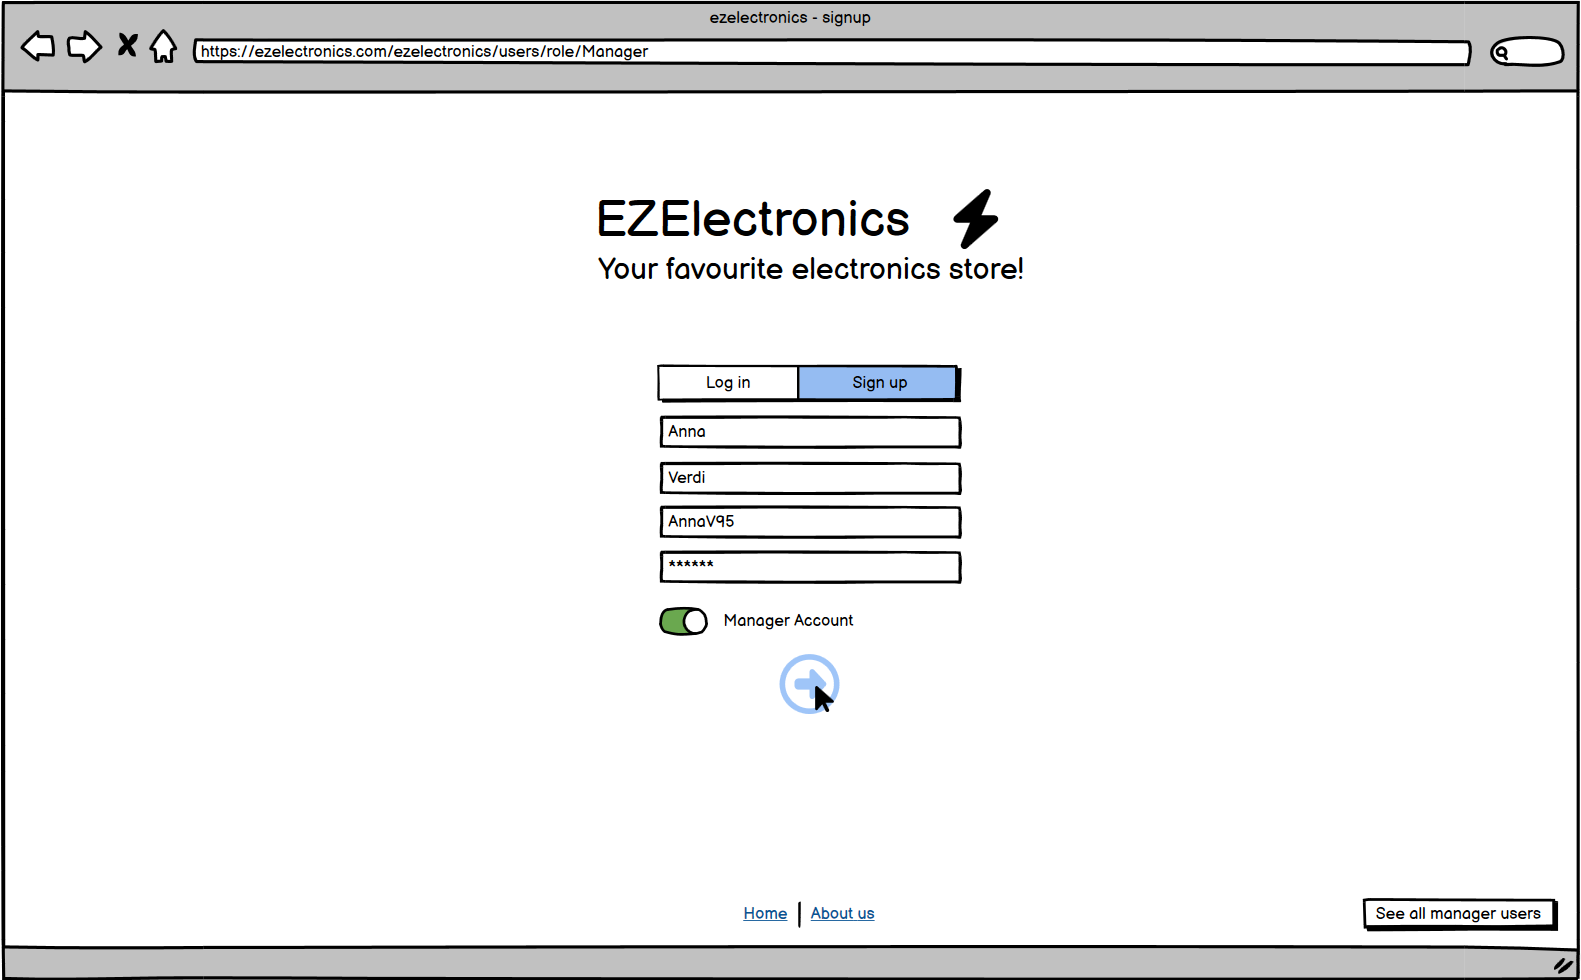 ezelectronics - signup
https://ezelectronics.com/ezelectronics/users/role/Manager
EZElectronics
Your favourite electronics store!
Log in
Sign up
Anna
Verdi
AnnaV95
******
Manager Account
Home
About us
See all manager users